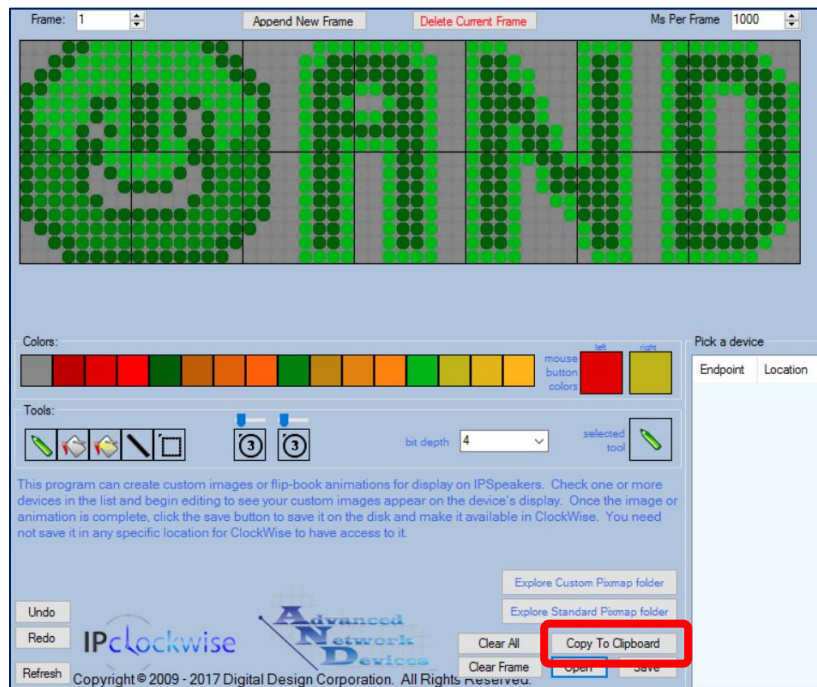 Frame: 1 Append New Frame Delete Current Frame Ms Per Frame 1000
AND
Colors:
left right
mouse button colors
Pick a device
Endpoint Location
Tools:
3 3
bit depth 4
selected tool
This program can create custom images or flip-book animations for display on IPSpeakers. Check one or more
devices in the list and begin editing to see your custom images appear on the device's display. Once the image or
animation is complete, click the save button to save it on the disk and make it available in ClockWise. You need
not save it in any specific location for ClockWise to have access to it.
Explore Custom Pixmap folder
Undo
Explore Standard Pixmap folder
Redo
IPclockwise
Advanced
Network
Devices
Clear All Copy To Clipboard
Refresh
Clear Frame Open Save
Copyright © 2009 - 2017 Digital Design Corporation. All Rights Reserved.